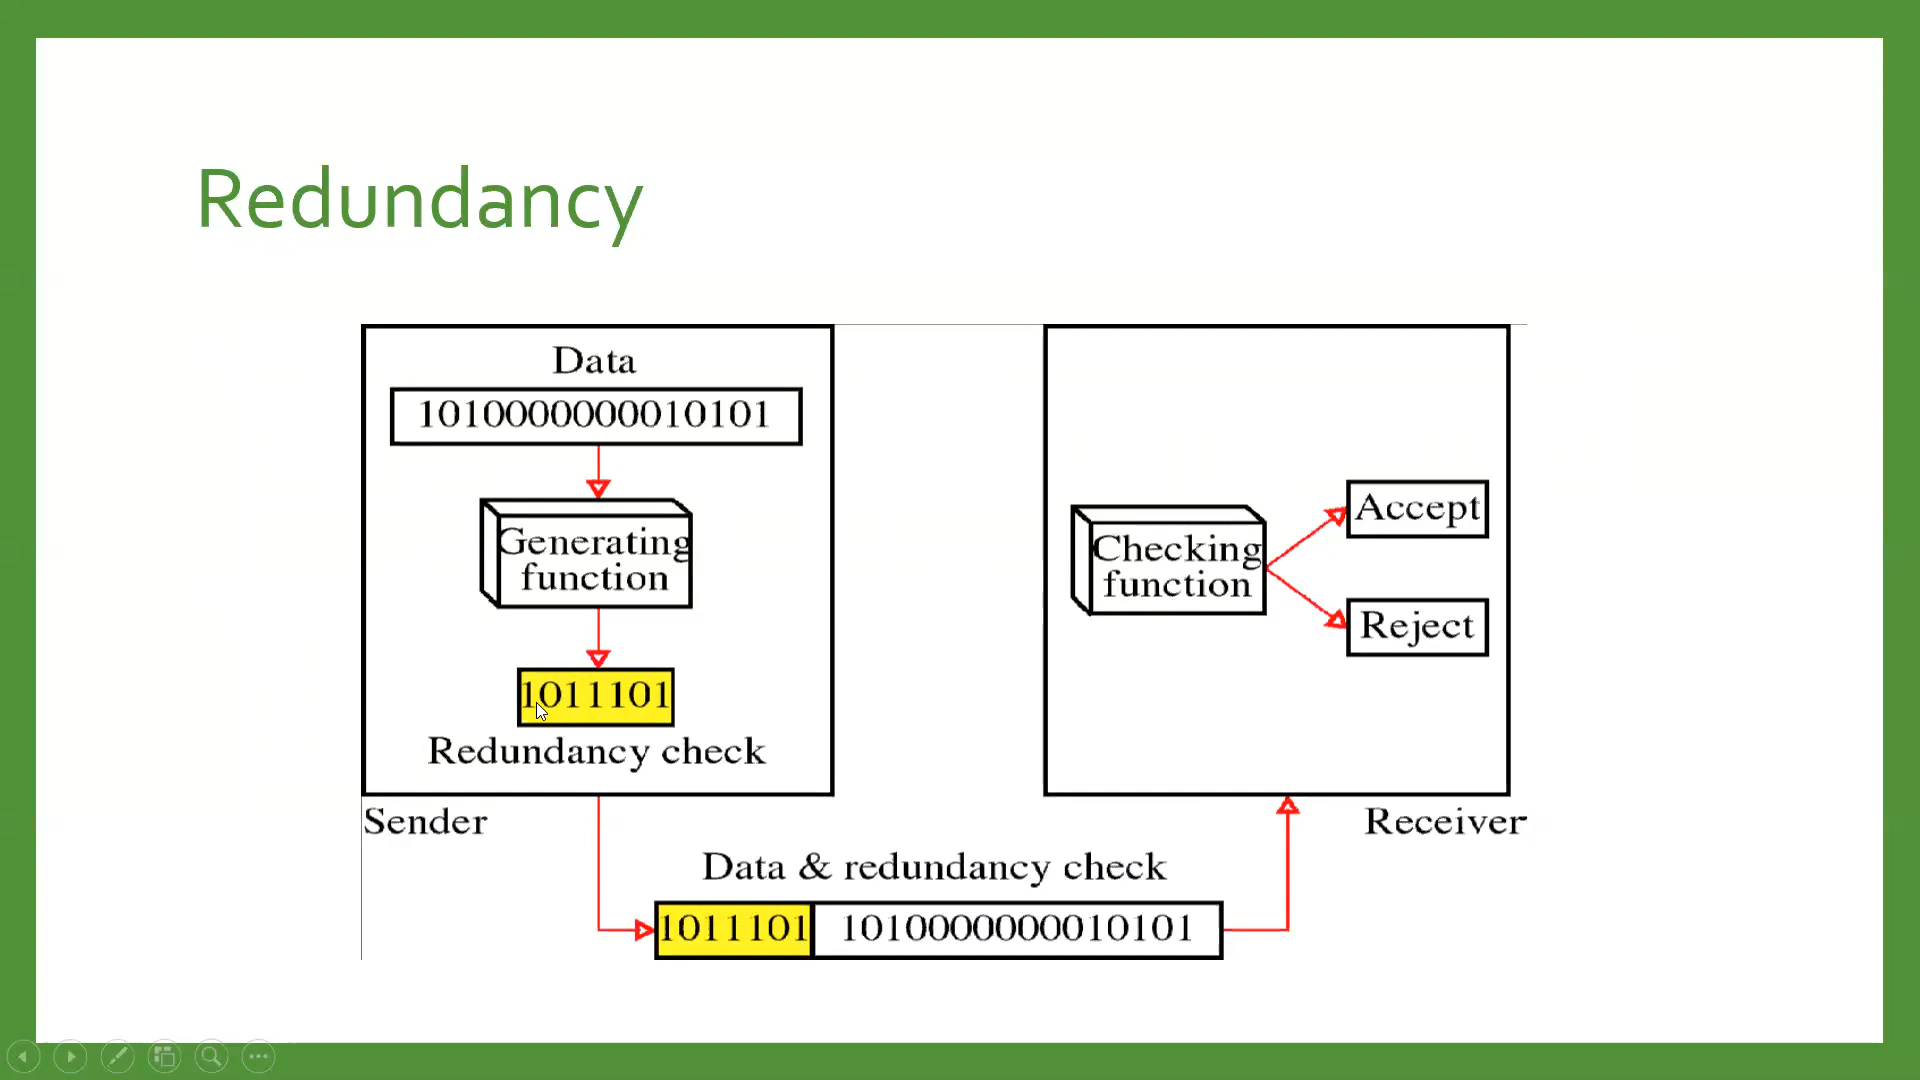 Redundancy
Data
1010000000010101
Generating
function
1011101
Redundancy check
Sender
Checking
function
Accept
Reject
Receiver
Data & redundancy check
1011101 1010000000010101